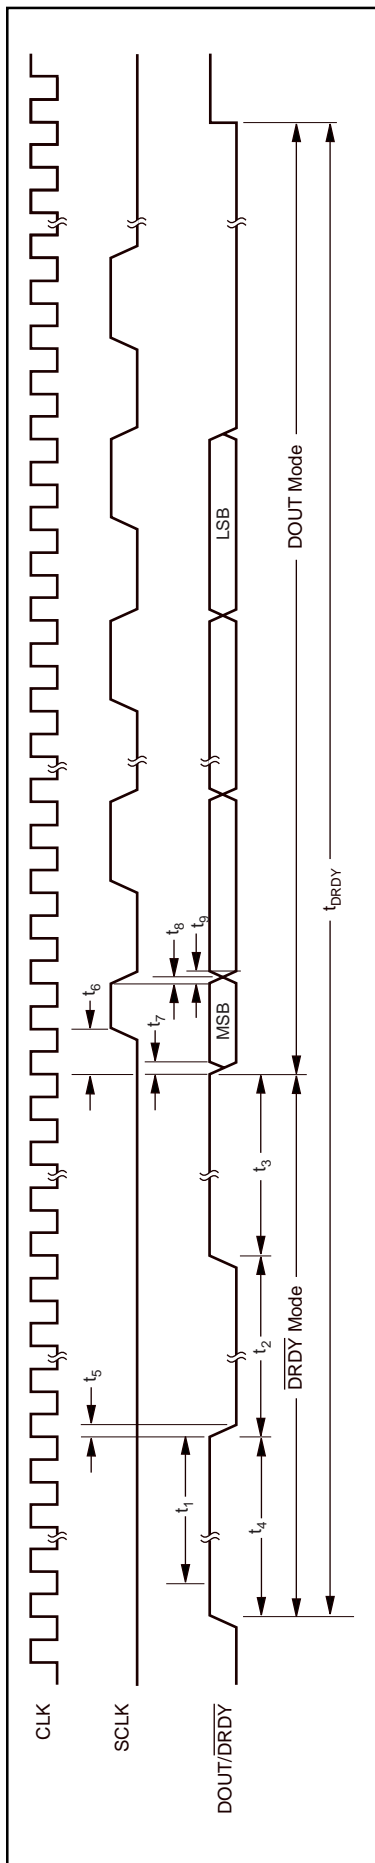 CLK
SCLK
DOUT/DRDY
t1
t4
t5
t2
t3
DRDY Mode
t6
t7
t8
t9
MSB
LSB
DOUT Mode
tDRDY